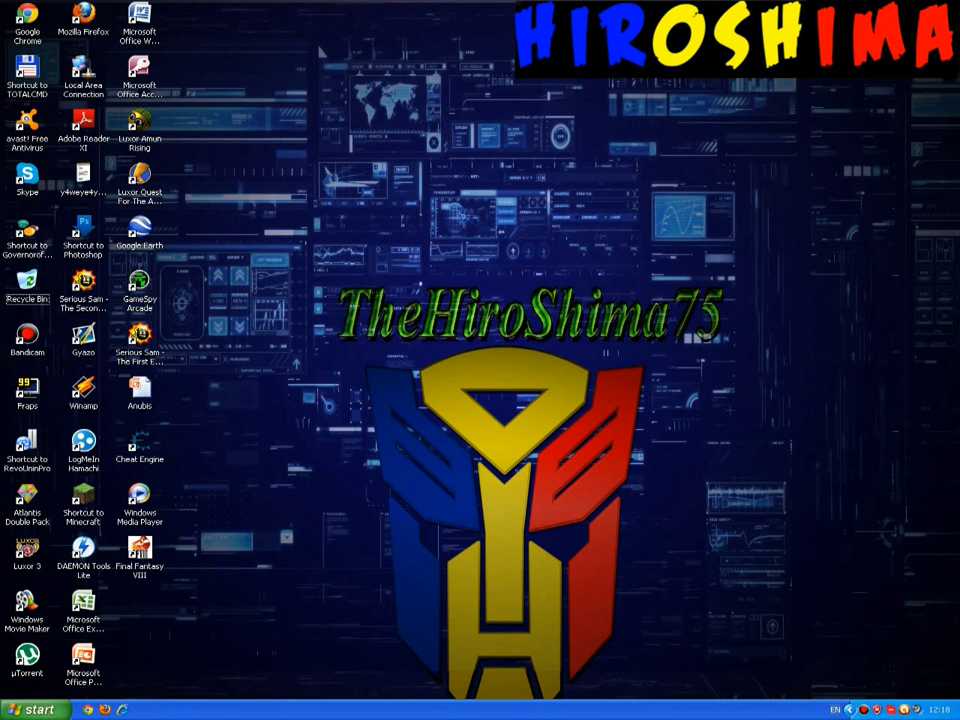 HIROSHIMA
Google
Chrome
Mozilla Firefox
Microsoft
Office W...
Shortcut to
TOTALCMD
Local Area
Connection
Microsoft
Office Acc...
avast! Free
Antivirus
Adobe Reader
XI
Luxor Amun
Rising
Skype
y4weye4y...
Luxor Quest
For The A...
Shortcut to
Governorof...
Shortcut to
Photoshop
Google Earth
Recycle Bin
Serious Sam -
The Secon...
GameSpy
Arcade
TheHiroShima75
Bandicam
Gyazo
Serious Sam -
The First E...
Fraps
Winamp
Anubis
Shortcut to
RevoUninPro
LogMeIn
Hamachi
Cheat Engine
Atlantis
Double Pack
Shortcut to
Minecraft
Windows
Media Player
Luxor 3
DAEMON Tools
Lite
Final Fantasy
VIII
Windows
Movie Maker
Microsoft
Office Ex...
µTorrent
Microsoft
Office P...
start
EN
12:18